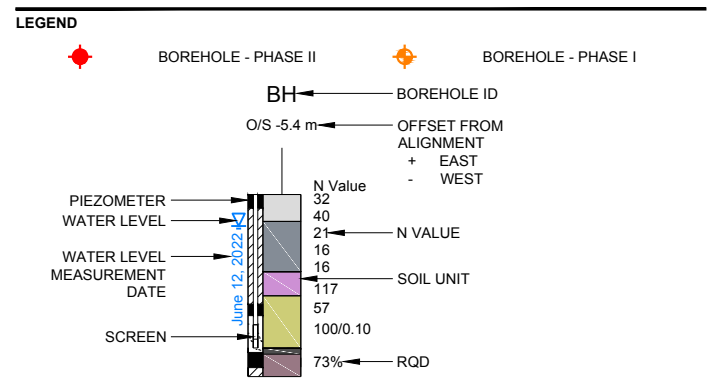 LEGEND
BOREHOLE - PHASE II
BOREHOLE - PHASE I
BH
BOREHOLE ID
O/S -5.4 m
OFFSET FROM
ALIGNMENT
+ EAST
- WEST
PIEZOMETER
WATER LEVEL
WATER LEVEL
MEASUREMENT
DATE
SCREEN
June 12, 2022
N Value
32
40
21
16
16
117
57
100/0.10
73%
N VALUE
SOIL UNIT
RQD